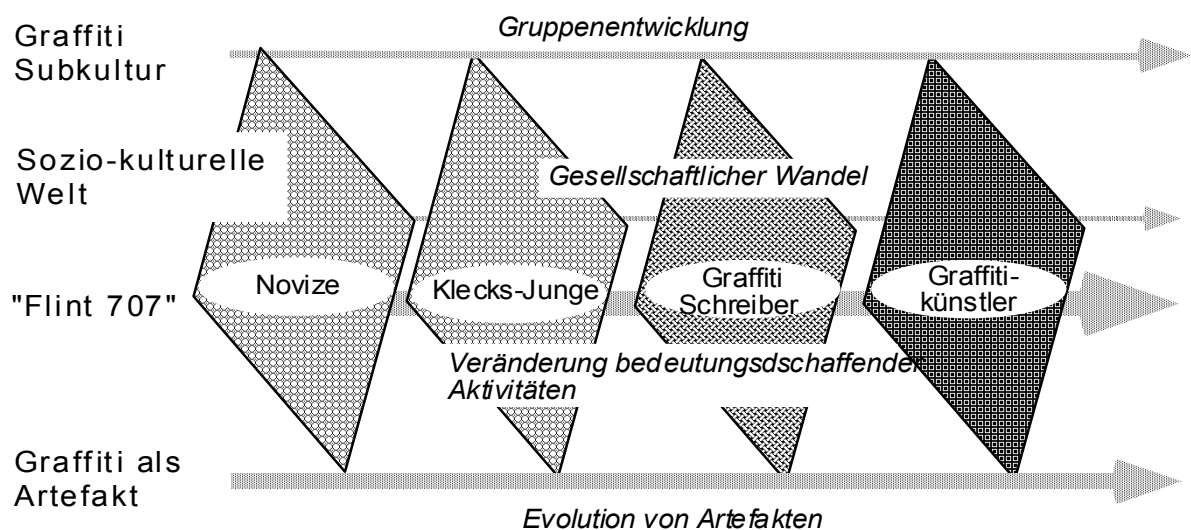 Gruppenentwicklung
Graffiti
Subkultur
Sozio-kulturelle
Welt
Gesellschaftlicher Wandel
"Flint 707"
Novize
Klecks-Junge
Graffiti
Schreiber
Graffiti-
künstler
Veränderung bedeutungsdschaffender
Aktivitäten
Graffiti als
Artefakt
Evolution von Artefakten